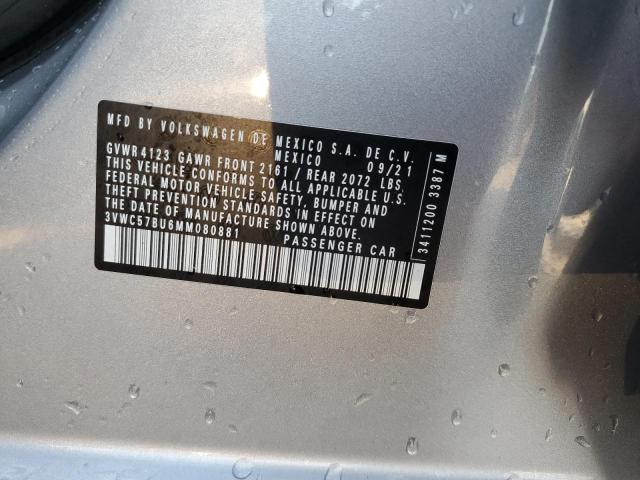 MFD BY VOLKSWAGEN DE MEXICO S.A. DE C.V.
MEXICO 09/21
GVWR 4123 GAWR FRONT 2161 / REAR 2072 LBS
THIS VEHICLE CONFORMS TO ALL APPLICABLE U.S.
FEDERAL MOTOR VEHICLE SAFETY, BUMPER AND
THEFT PREVENTION STANDARDS IN EFFECT ON
THE DATE OF MANUFACTURE SHOWN ABOVE.
3VWC57BU6MM080881 PASSENGER CAR
3411200 3387 M